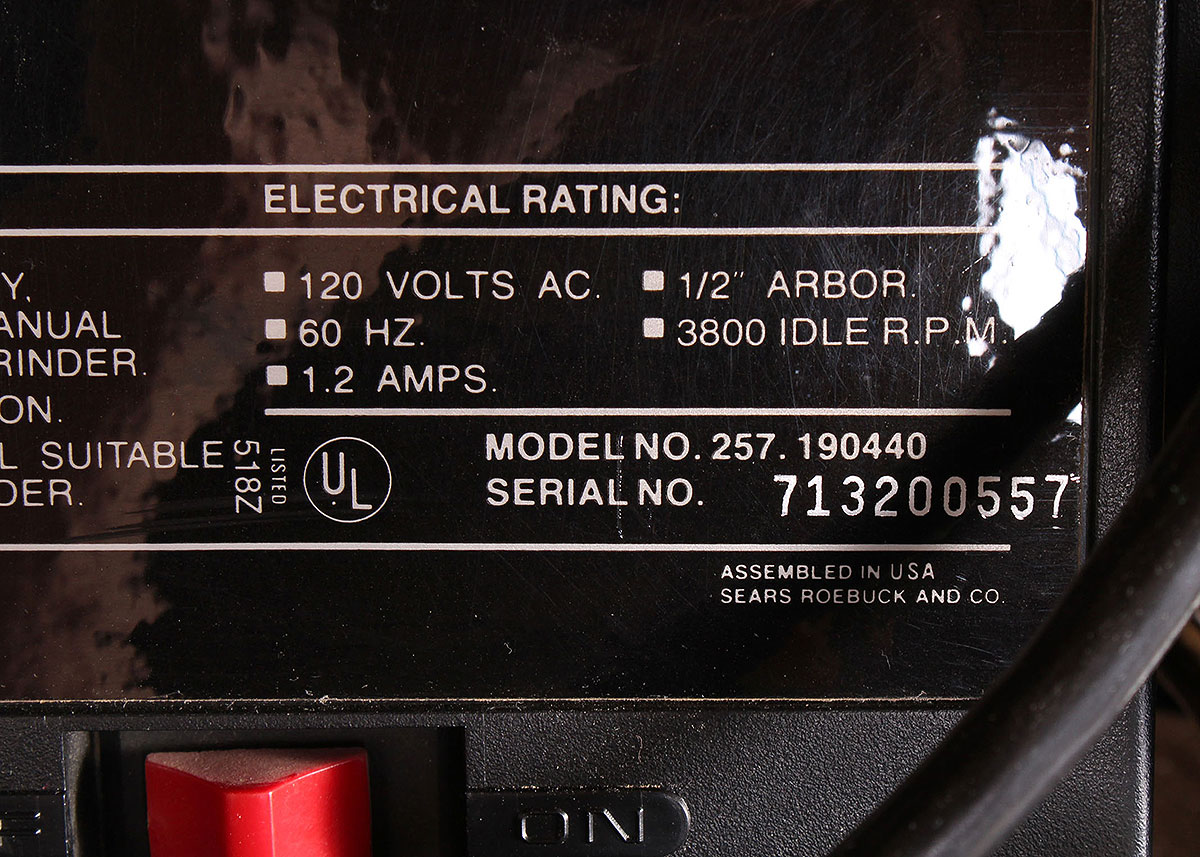 ELECTRICAL RATING:
Y.
ANUAL
RINDER.
ON.
L SUITABLE
DER.
120 VOLTS AC.
60 HZ.
1.2 AMPS.
1/2" ARBOR.
3800 IDLE R.P.M.
LISTED
518Z
UL
MODEL NO. 257. 190440
SERIAL NO. 713200557
ASSEMBLED IN USA
SEARS ROEBUCK AND CO.
ON